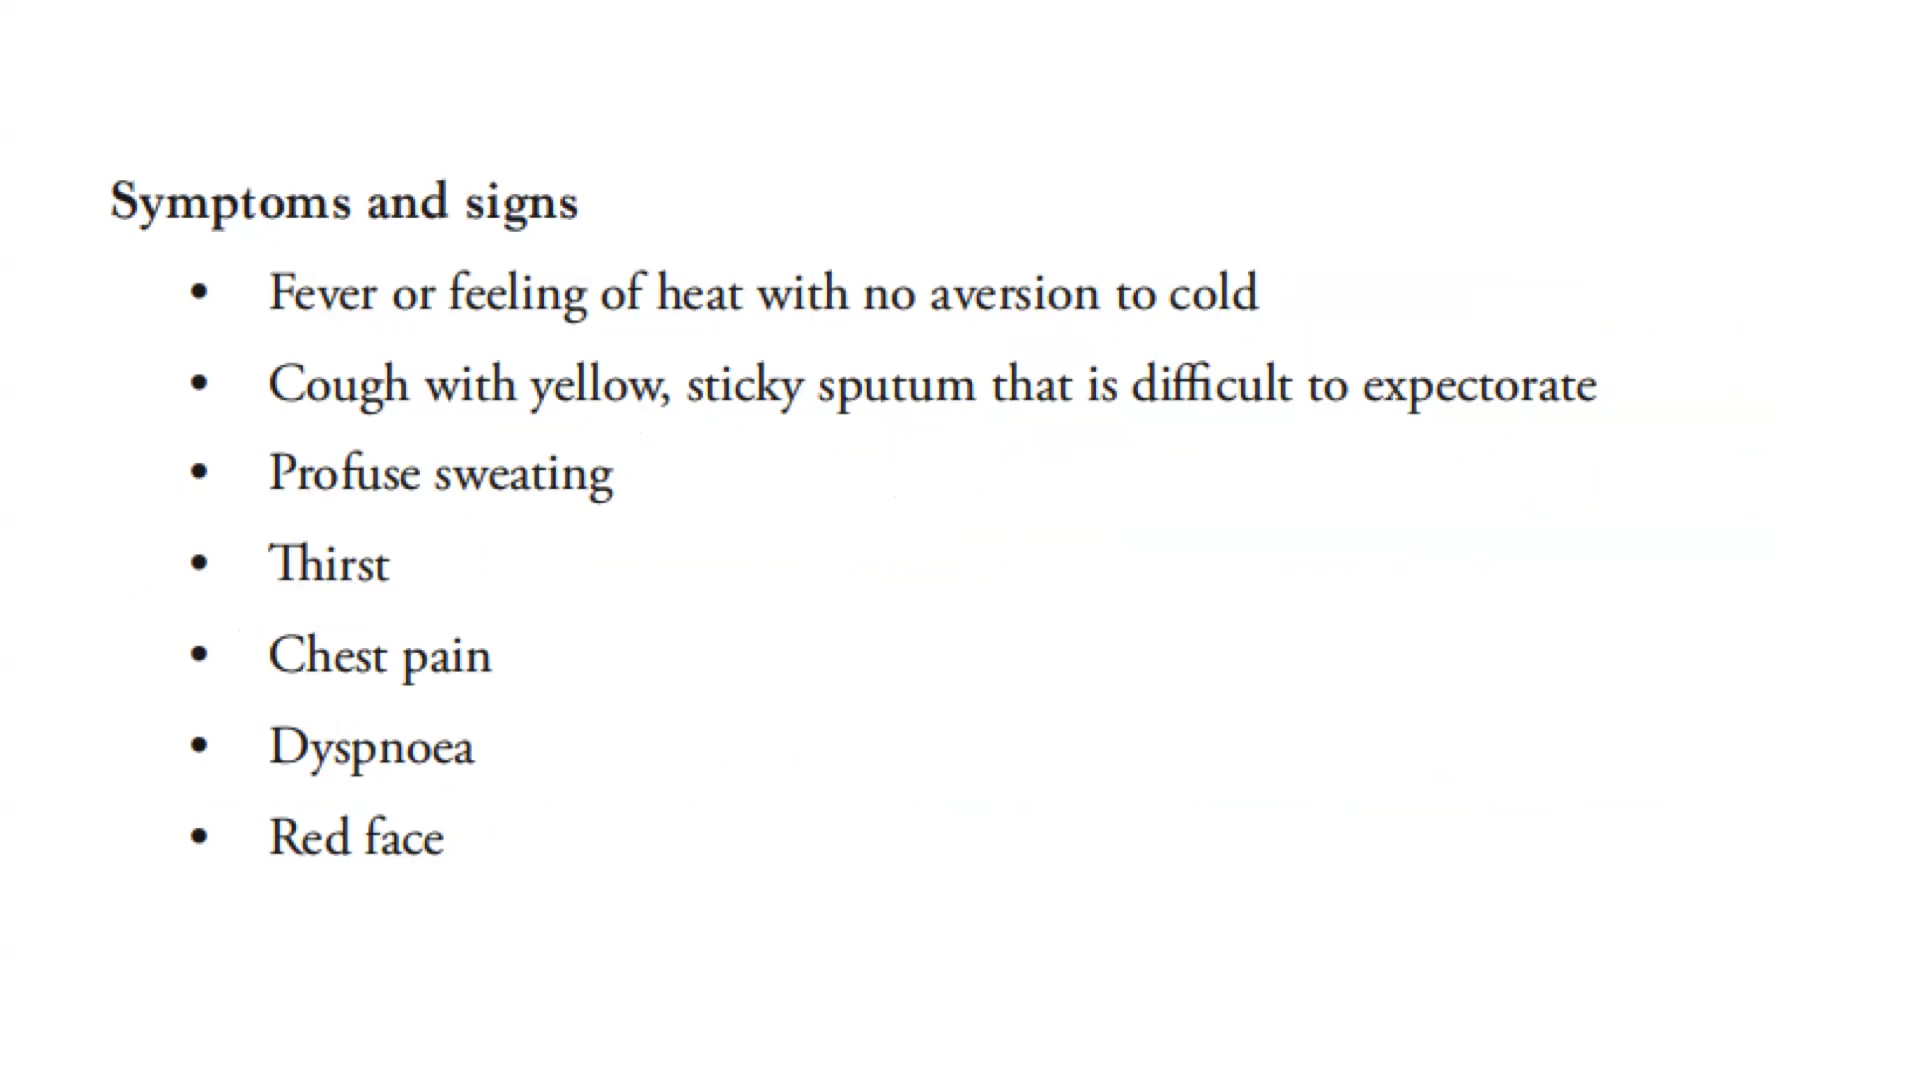 Symptoms and signs
• Fever or feeling of heat with no aversion to cold
• Cough with yellow, sticky sputum that is difficult to expectorate
• Profuse sweating
• Thirst
• Chest pain
• Dyspnoea
• Red face